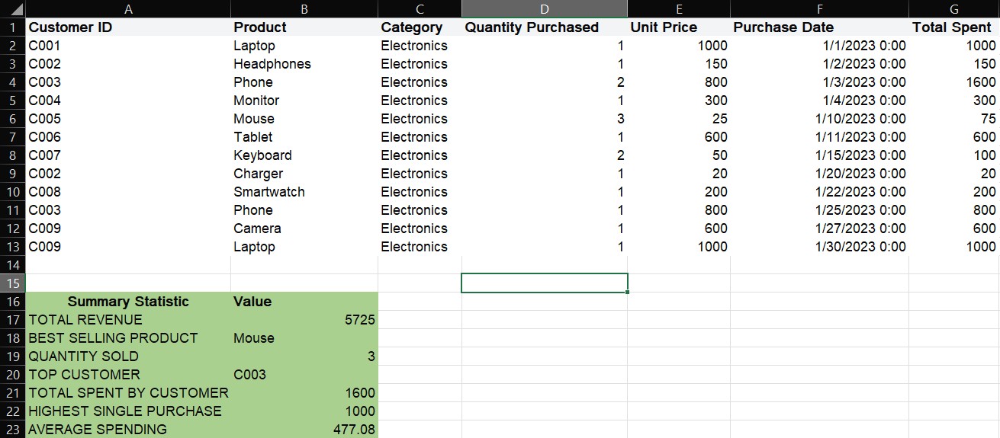 A B C D E F G
1 Customer ID Product Category Quantity Purchased Unit Price Purchase Date Total Spent
2 C001 Laptop Electronics 1 1000 1/1/2023 0:00 1000
3 C002 Headphones Electronics 1 150 1/2/2023 0:00 150
4 C003 Phone Electronics 2 800 1/3/2023 0:00 1600
5 C004 Monitor Electronics 1 300 1/4/2023 0:00 300
6 C005 Mouse Electronics 3 25 1/10/2023 0:00 75
7 C006 Tablet Electronics 1 600 1/11/2023 0:00 600
8 C007 Keyboard Electronics 2 50 1/15/2023 0:00 100
9 C002 Charger Electronics 1 20 1/20/2023 0:00 20
10 C008 Smartwatch Electronics 1 200 1/22/2023 0:00 200
11 C003 Phone Electronics 1 800 1/25/2023 0:00 800
12 C009 Camera Electronics 1 600 1/27/2023 0:00 600
13 C009 Laptop Electronics 1 1000 1/30/2023 0:00 1000
14
15
16 Summary Statistic Value
17 TOTAL REVENUE 5725
18 BEST SELLING PRODUCT Mouse
19 QUANTITY SOLD 3
20 TOP CUSTOMER C003
21 TOTAL SPENT BY CUSTOMER 1600
22 HIGHEST SINGLE PURCHASE 1000
23 AVERAGE SPENDING 477.08